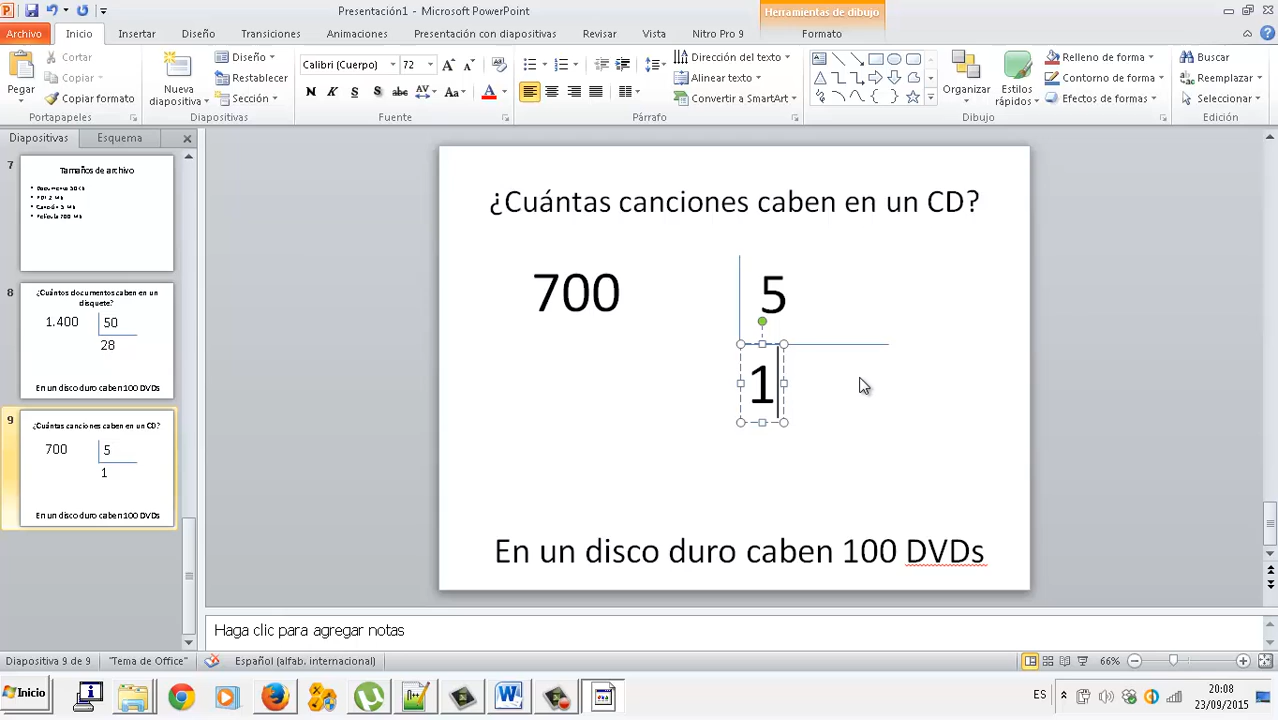 Presentación1 - Microsoft PowerPoint
Herramientas de dibujo
Archivo Inicio Insertar Diseño Transiciones Animaciones Presentación con diapositivas Revisar Vista Nitro Pro 9 Formato
Pegar
Cortar
Copiar
Copiar formato
Portapapeles
Nueva diapositiva
Diseño
Restablecer
Sección
Diapositivas
Calibri (Cuerpo) 72
N K S S abc AV Aa A
Fuente
Dirección del texto
Alinear texto
Convertir a SmartArt
Párrafo
Organizar
Estilos rápidos
Relleno de forma
Contorno de forma
Efectos de formas
Dibujo
Buscar
Reemplazar
Seleccionar
Edición
Diapositivas Esquema
7
Tamaños de archivo
8
¿Cuántos documentos caben en un
disquete?
1.400 50
28
En un disco duro caben 100 DVDs
9
¿Cuántas canciones caben en un CD?
700 5
1
En un disco duro caben 100 DVDs
¿Cuántas canciones caben en un CD?
700 5
1
En un disco duro caben 100 DVDs
Haga clic para agregar notas
Diapositiva 9 de 9 "Tema de Office" Español (alfab. internacional) 66%
Inicio
ES
20:08
23/09/2015